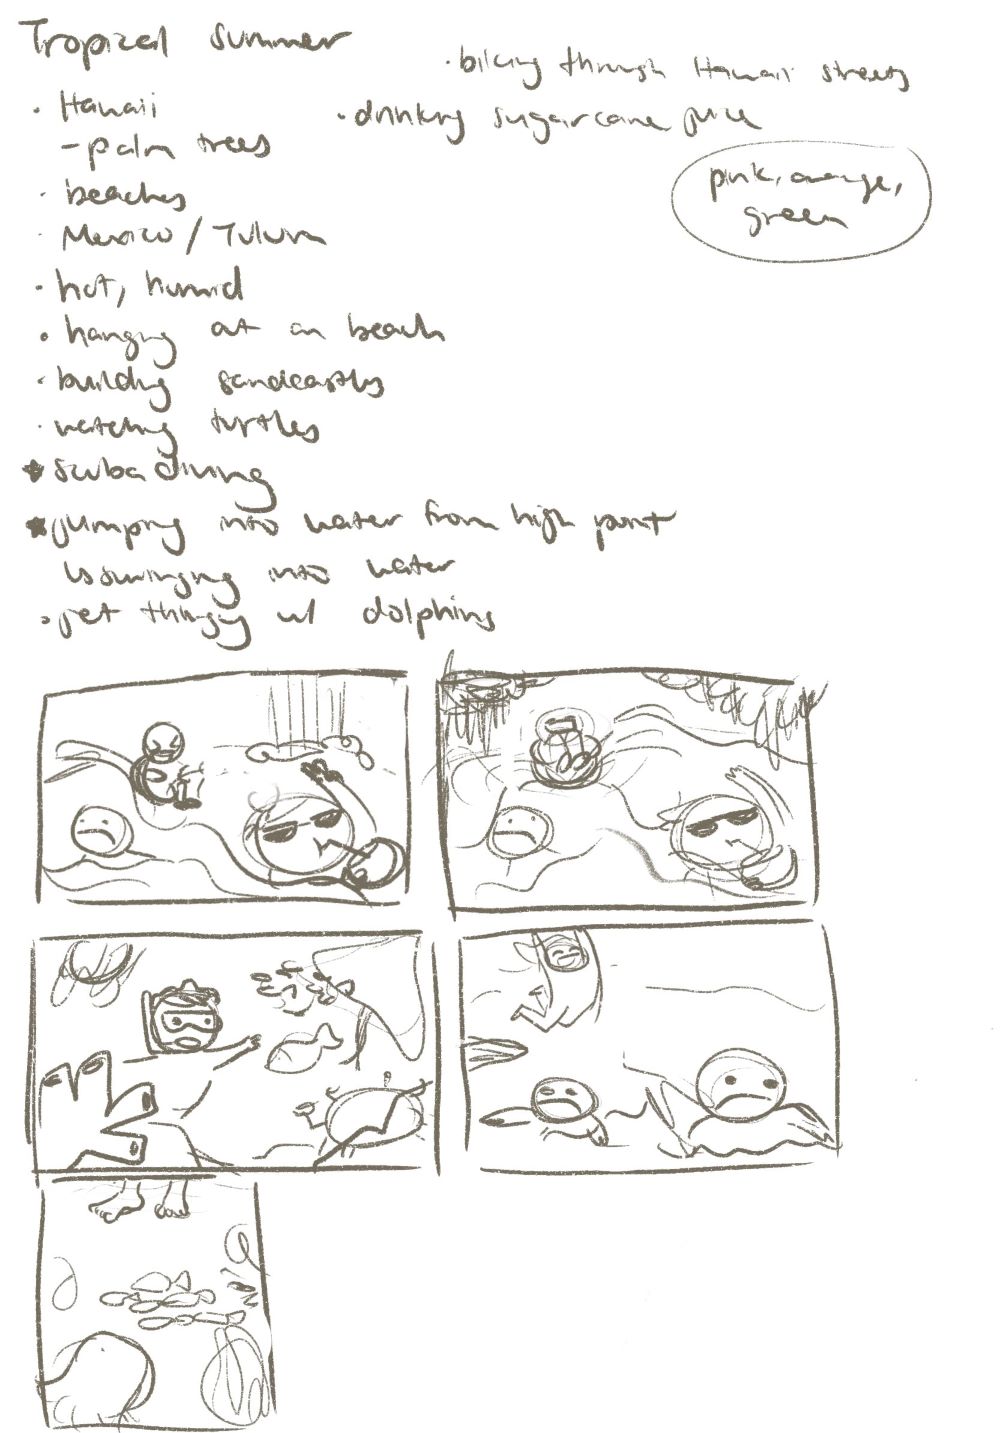 Tropical summer
· Hawaii
- palm trees
· beaches
· Mexico / Tulum
· hot, humid
· hanging at an beach
· building sandcastles
· watching turtles
★ scuba diving
★ jumping into water from high point
↳ swinging into water
· jet thingy w/ dolphins
· biking through Hawaii streets
· drinking sugarcane juice
pink, orange,
green